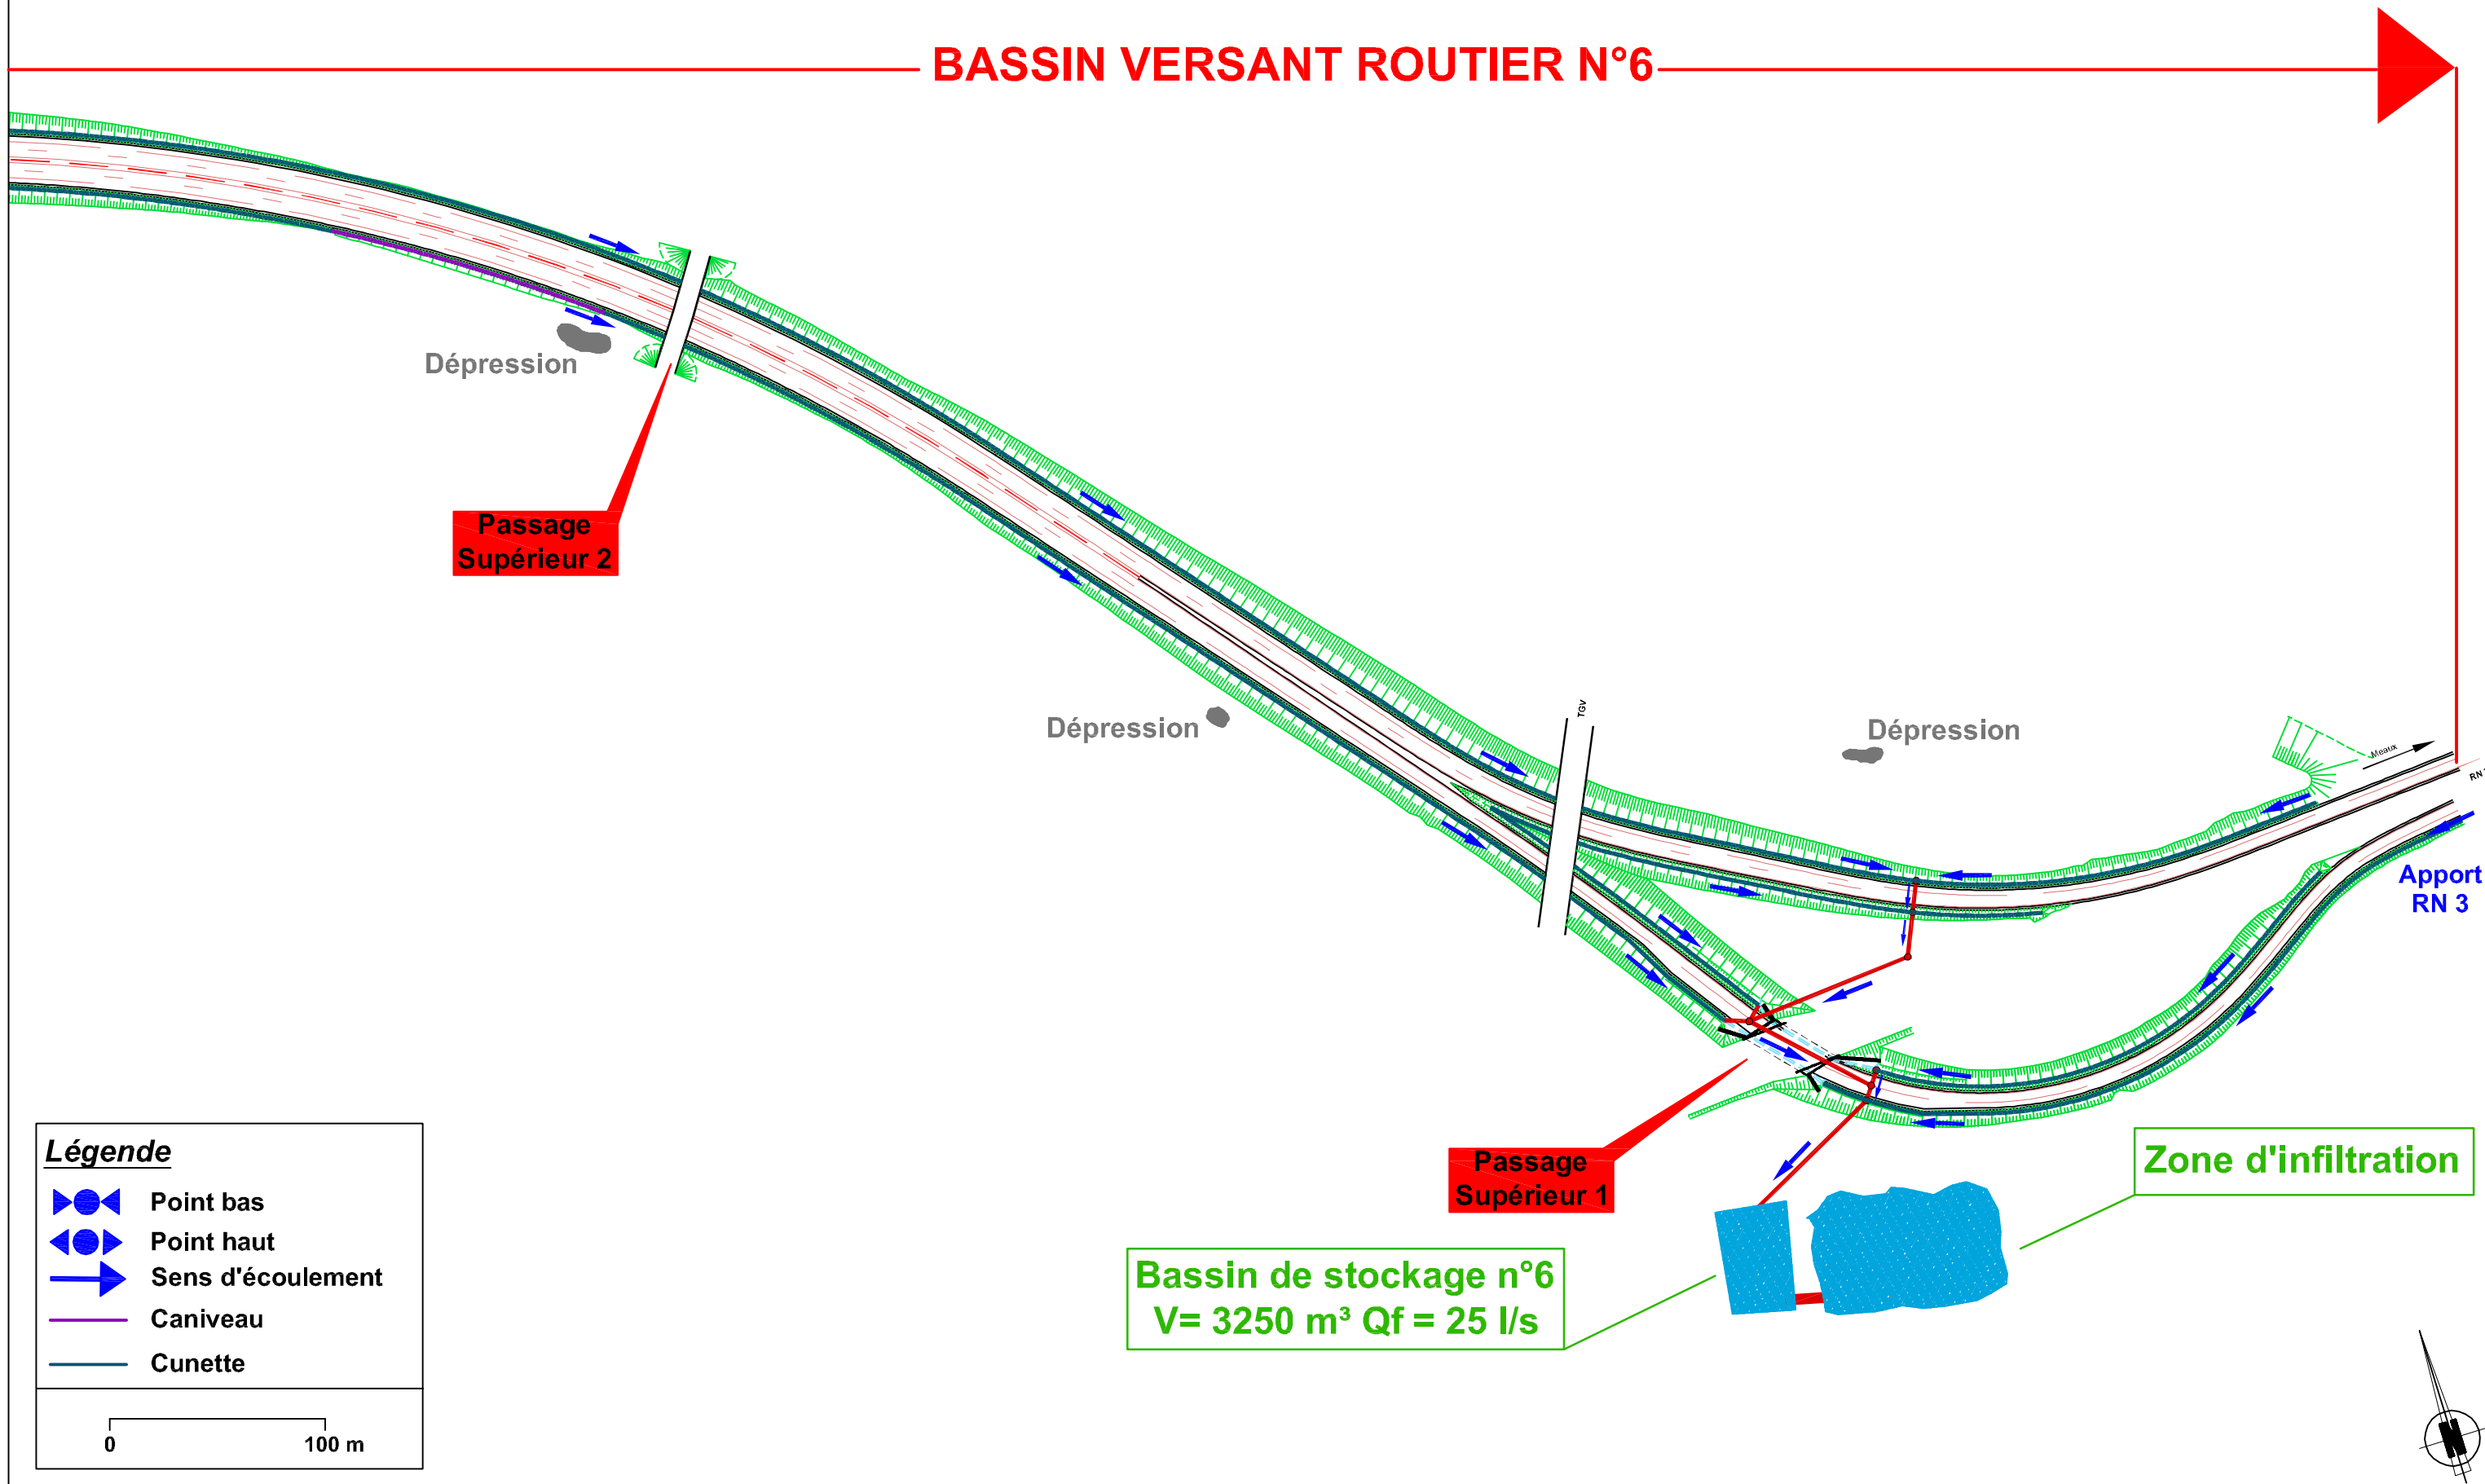 BASSIN VERSANT ROUTIER N°6
Dépression
Passage
Supérieur 2
TGV
Dépression
Dépression
Meaux
RN
Apport
RN 3
Passage
Supérieur 1
Zone d'infiltration
Bassin de stockage n°6
V= 3250 m³ Qf = 25 l/s
Légende
Point bas
Point haut
Sens d'écoulement
Caniveau
Cunette
0 100 m
N